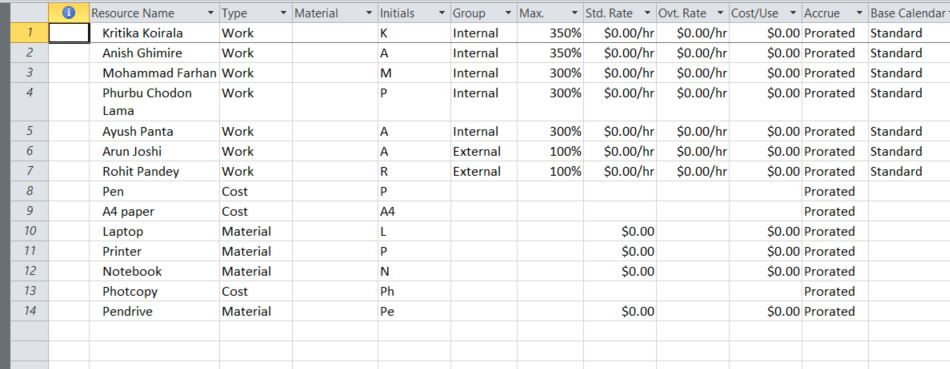 Resource Name Type Material Initials Group Max. Std. Rate Ovt. Rate Cost/Use Accrue Base Calendar
1 Kritika Koirala Work K Internal 350% $0.00/hr $0.00/hr $0.00 Prorated Standard
2 Anish Ghimire Work A Internal 350% $0.00/hr $0.00/hr $0.00 Prorated Standard
3 Mohammad Farhan Work M Internal 300% $0.00/hr $0.00/hr $0.00 Prorated Standard
4 Phurbu Chodon Work P Internal 300% $0.00/hr $0.00/hr $0.00 Prorated Standard
Lama
5 Ayush Panta Work A Internal 300% $0.00/hr $0.00/hr $0.00 Prorated Standard
6 Arun Joshi Work A External 100% $0.00/hr $0.00/hr $0.00 Prorated Standard
7 Rohit Pandey Work R External 100% $0.00/hr $0.00/hr $0.00 Prorated Standard
8 Pen Cost P Prorated
9 A4 paper Cost A4 Prorated
10 Laptop Material L $0.00 $0.00 Prorated
11 Printer Material P $0.00 $0.00 Prorated
12 Notebook Material N $0.00 $0.00 Prorated
13 Photcopy Cost Ph Prorated
14 Pendrive Material Pe $0.00 $0.00 Prorated